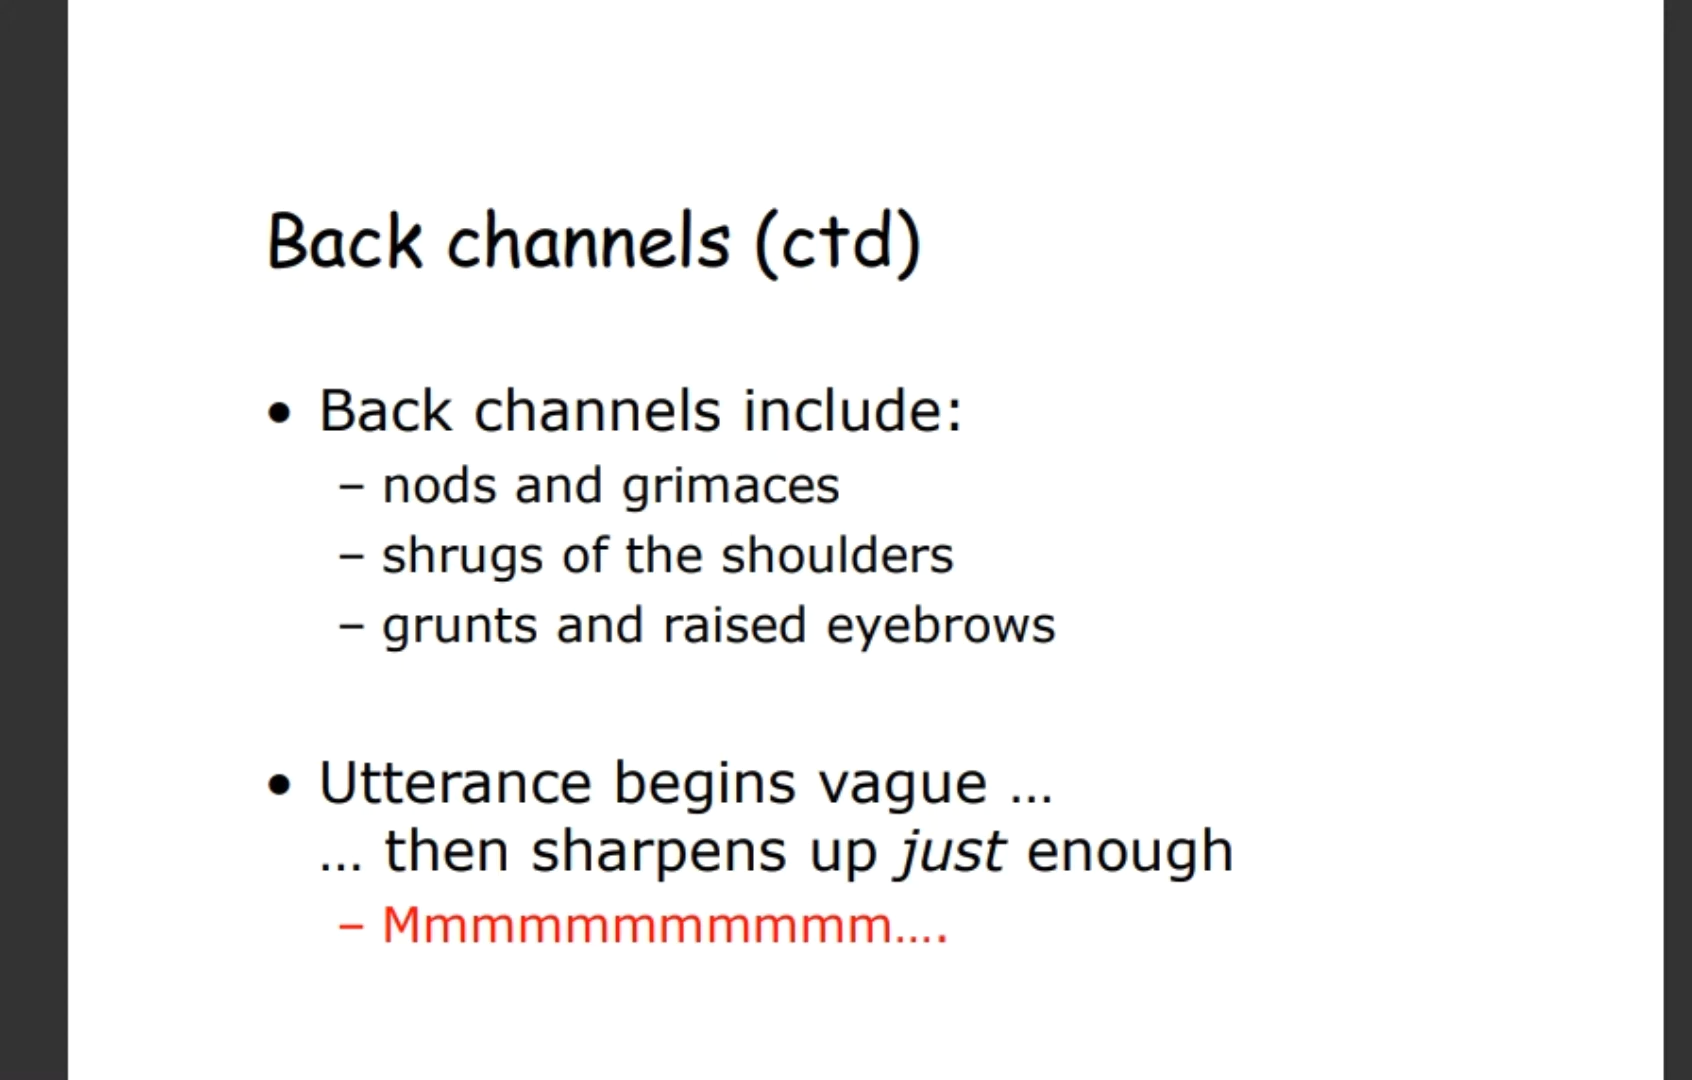 Back channels (ctd)
• Back channels include:
– nods and grimaces
– shrugs of the shoulders
– grunts and raised eyebrows
• Utterance begins vague …
… then sharpens up just enough
– Mmmmmmmmmmm….